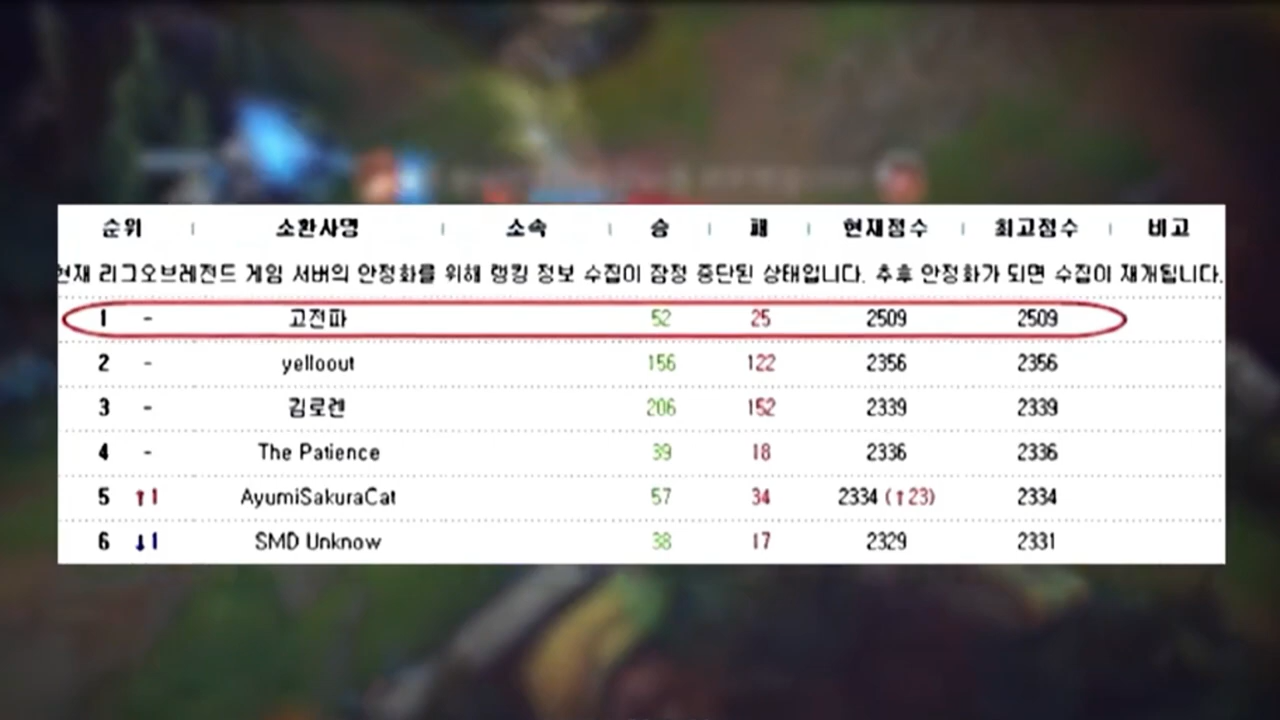 순위 소환사명 소속 승 패 현재점수 최고점수 비고
현재 리그오브레전드 게임 서버의 안정화를 위해 랭킹 정보 수집이 잠정 중단된 상태입니다. 추후 안정화가 되면 수집이 재개됩니다.
1 - 고전파 52 25 2509 2509
2 - yelloout 156 122 2356 2356
3 - 김로렌 206 152 2339 2339
4 - The Patience 39 18 2336 2336
5 ↑1 AyumiSakuraCat 57 34 2334 (↑23) 2334
6 ↓1 SMD Unknow 38 17 2329 2331